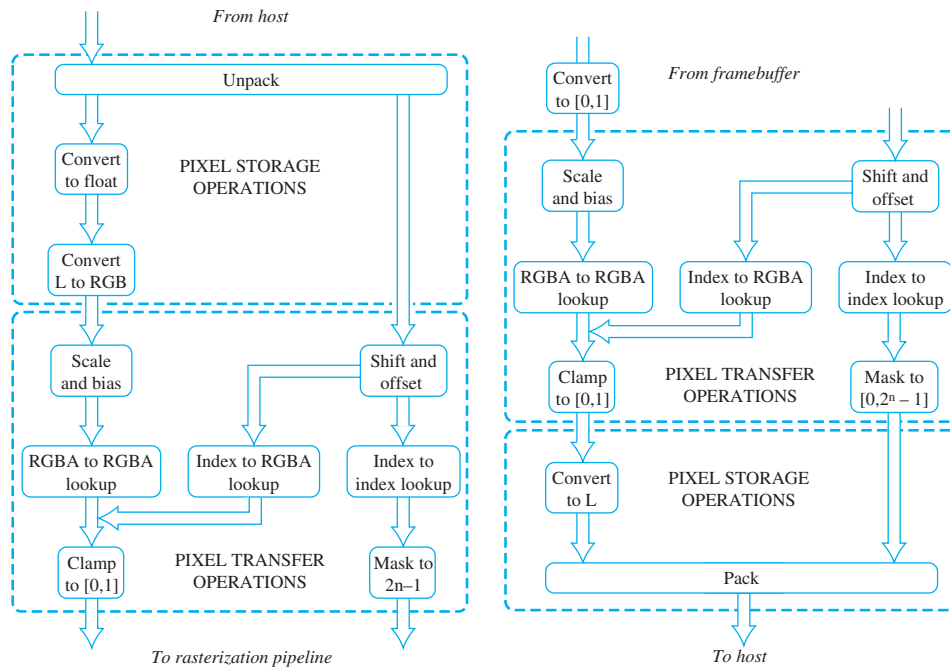 From host
Unpack
Convert
to float
PIXEL STORAGE
OPERATIONS
Convert
L to RGB
Scale
and bias
Shift and
offset
RGBA to RGBA
lookup
Index to RGBA
lookup
Index to
index lookup
Clamp
to [0,1]
PIXEL TRANSFER
OPERATIONS
Mask to
2n–1
To rasterization pipeline
From framebuffer
Convert
to [0,1]
Scale
and bias
Shift and
offset
RGBA to RGBA
lookup
Index to RGBA
lookup
Index to
index lookup
Clamp
to [0,1]
PIXEL TRANSFER
OPERATIONS
Mask to
[0,2ⁿ – 1]
Convert
to L
PIXEL STORAGE
OPERATIONS
Pack
To host